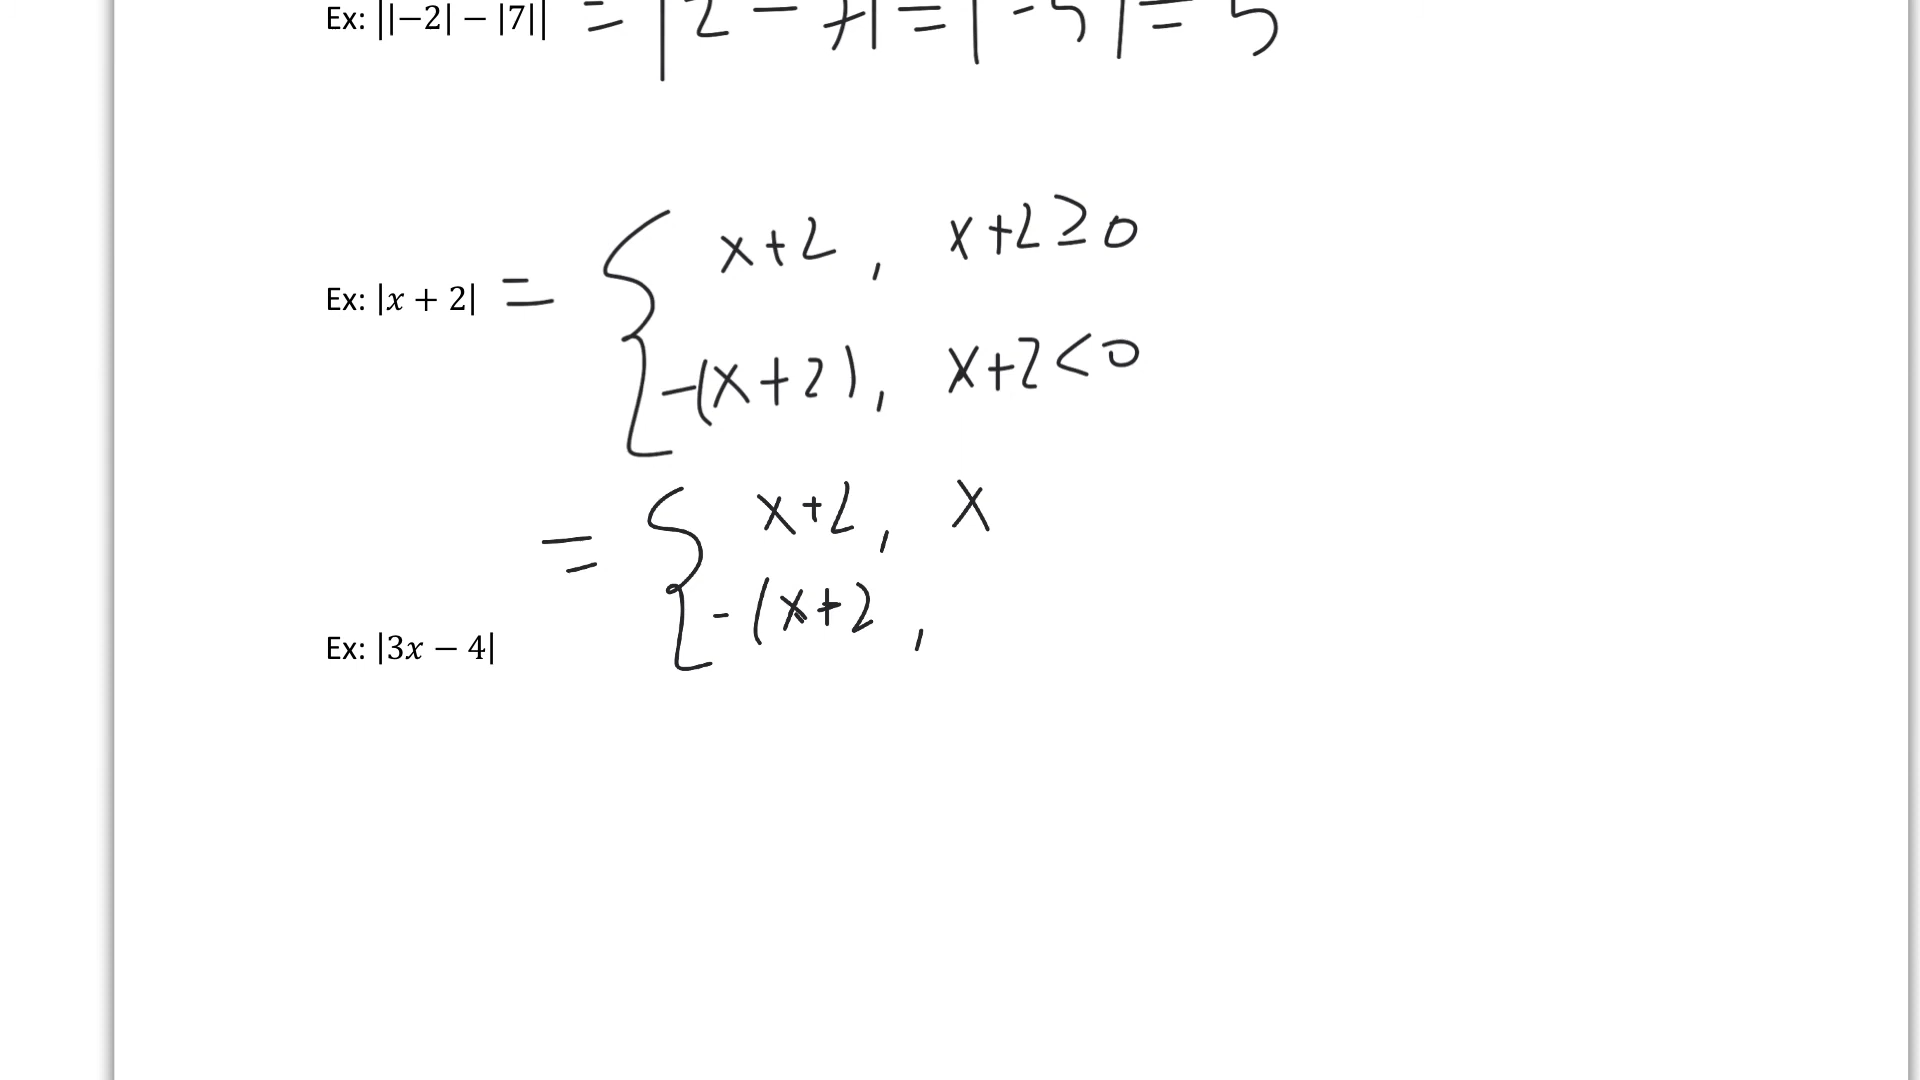 Ex: ||−2| − |7|| = |2 − 7| = |-5| = 5
x+2 , x+2≥0
Ex: |x + 2| =
-(x+2) , x+2<0
= { x+2 , x
-(x+2 ,
Ex: |3x − 4|